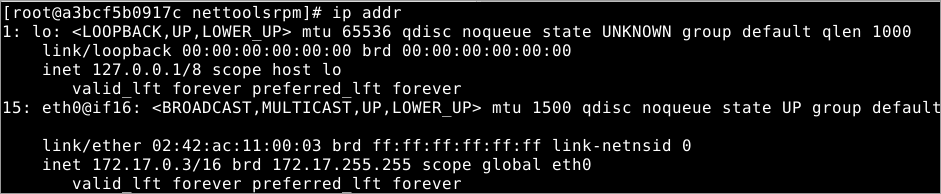 [root@a3bcf5b0917c nettoolsrpm]# ip addr
1: lo: <LOOPBACK,UP,LOWER_UP> mtu 65536 qdisc noqueue state UNKNOWN group default qlen 1000
    link/loopback 00:00:00:00:00:00 brd 00:00:00:00:00:00
    inet 127.0.0.1/8 scope host lo
       valid_lft forever preferred_lft forever
15: eth0@if16: <BROADCAST,MULTICAST,UP,LOWER_UP> mtu 1500 qdisc noqueue state UP group default
    link/ether 02:42:ac:11:00:03 brd ff:ff:ff:ff:ff:ff link-netnsid 0
    inet 172.17.0.3/16 brd 172.17.255.255 scope global eth0
       valid_lft forever preferred_lft forever